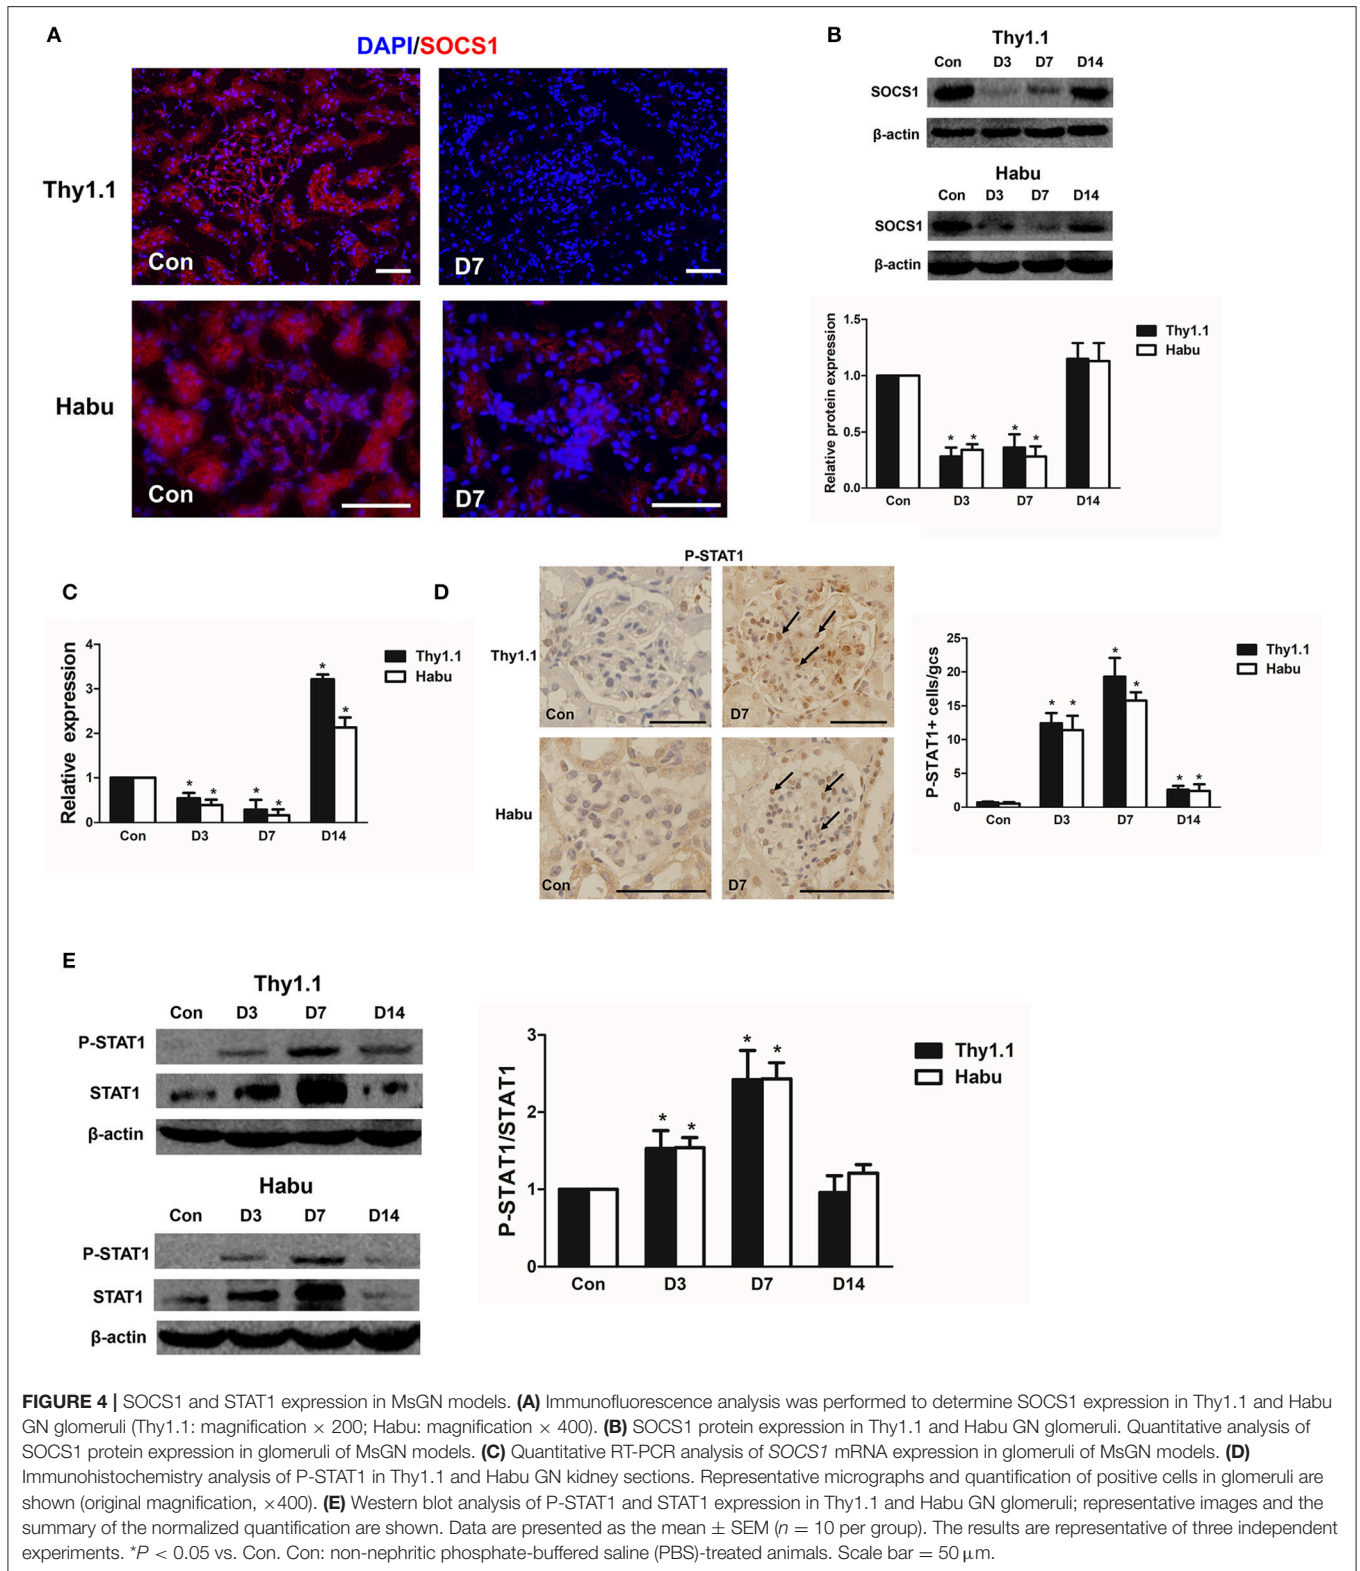 A
DAPI/SOCS1
Thy1.1
Con
D7
Habu
Con
D7
B
Thy1.1
Con D3 D7 D14
SOCS1
β-actin
Habu
Con D3 D7 D14
SOCS1
β-actin
Relative protein expression
1.5
1.0
0.5
0.0
Con D3 D7 D14
* * * *
Thy1.1
Habu
C
Relative expression
4
3
2
1
0
Con D3 D7 D14
* * * * * *
Thy1.1
Habu
D
P-STAT1
Thy1.1
Con
D7
Habu
Con
D7
P-STAT1+ cells/gcs
25
20
15
10
5
0
Con D3 D7 D14
* * * * * *
Thy1.1
Habu
E
Thy1.1
Con D3 D7 D14
P-STAT1
STAT1
β-actin
Habu
Con D3 D7 D14
P-STAT1
STAT1
β-actin
P-STAT1/STAT1
3
2
1
0
Con D3 D7 D14
* * * *
Thy1.1
Habu
FIGURE 4 | SOCS1 and STAT1 expression in MsGN models. (A) Immunofluorescence analysis was performed to determine SOCS1 expression in Thy1.1 and Habu
GN glomeruli (Thy1.1: magnification × 200; Habu: magnification × 400). (B) SOCS1 protein expression in Thy1.1 and Habu GN glomeruli. Quantitative analysis of
SOCS1 protein expression in glomeruli of MsGN models. (C) Quantitative RT-PCR analysis of SOCS1 mRNA expression in glomeruli of MsGN models. (D)
Immunohistochemistry analysis of P-STAT1 in Thy1.1 and Habu GN kidney sections. Representative micrographs and quantification of positive cells in glomeruli are
shown (original magnification, ×400). (E) Western blot analysis of P-STAT1 and STAT1 expression in Thy1.1 and Habu GN glomeruli; representative images and the
summary of the normalized quantification are shown. Data are presented as the mean ± SEM (n = 10 per group). The results are representative of three independent
experiments. *P < 0.05 vs. Con. Con: non-nephritic phosphate-buffered saline (PBS)-treated animals. Scale bar = 50 μm.